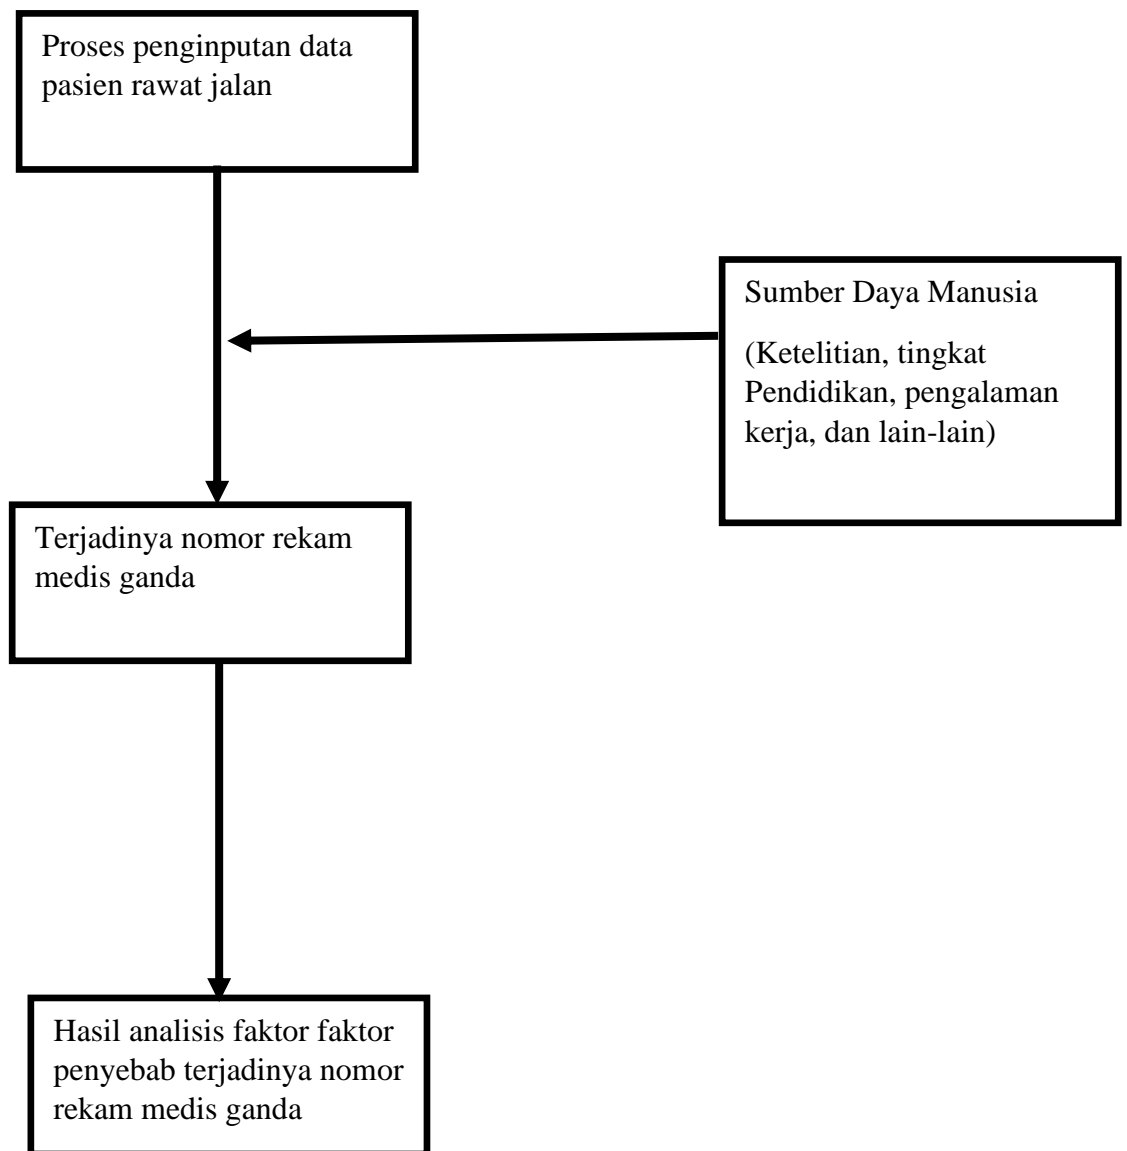 Proses penginputan data
pasien rawat jalan
Sumber Daya Manusia
(Ketelitian, tingkat
Pendidikan, pengalaman
kerja, dan lain-lain)
Terjadinya nomor rekam
medis ganda
Hasil analisis faktor faktor
penyebab terjadinya nomor
rekam medis ganda